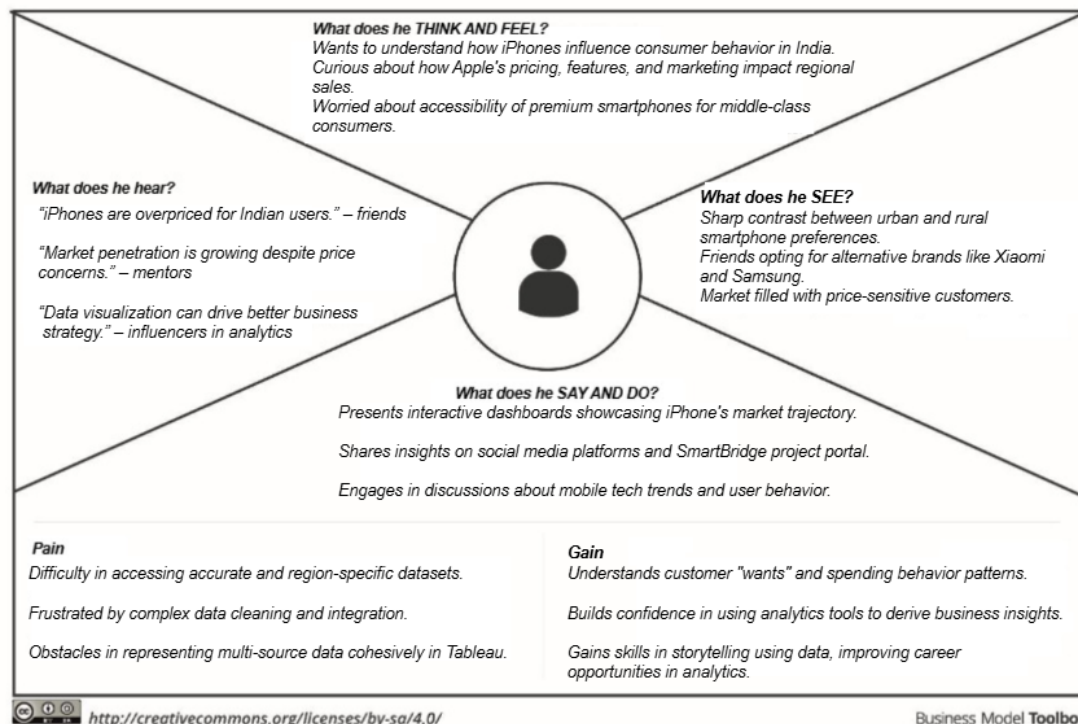 What does he THINK AND FEEL?
Wants to understand how iPhones influence consumer behavior in India.
Curious about how Apple's pricing, features, and marketing impact regional
sales.
Worried about accessibility of premium smartphones for middle-class
consumers.
What does he hear?
"iPhones are overpriced for Indian users." – friends
"Market penetration is growing despite price
concerns." – mentors
"Data visualization can drive better business
strategy." – influencers in analytics
What does he SEE?
Sharp contrast between urban and rural
smartphone preferences.
Friends opting for alternative brands like Xiaomi
and Samsung.
Market filled with price-sensitive customers.
What does he SAY AND DO?
Presents interactive dashboards showcasing iPhone's market trajectory.
Shares insights on social media platforms and SmartBridge project portal.
Engages in discussions about mobile tech trends and user behavior.
Pain
Difficulty in accessing accurate and region-specific datasets.
Frustrated by complex data cleaning and integration.
Obstacles in representing multi-source data cohesively in Tableau.
Gain
Understands customer "wants" and spending behavior patterns.
Builds confidence in using analytics tools to derive business insights.
Gains skills in storytelling using data, improving career
opportunities in analytics.
http://creativecommons.org/licenses/by-sa/4.0/
Business Model